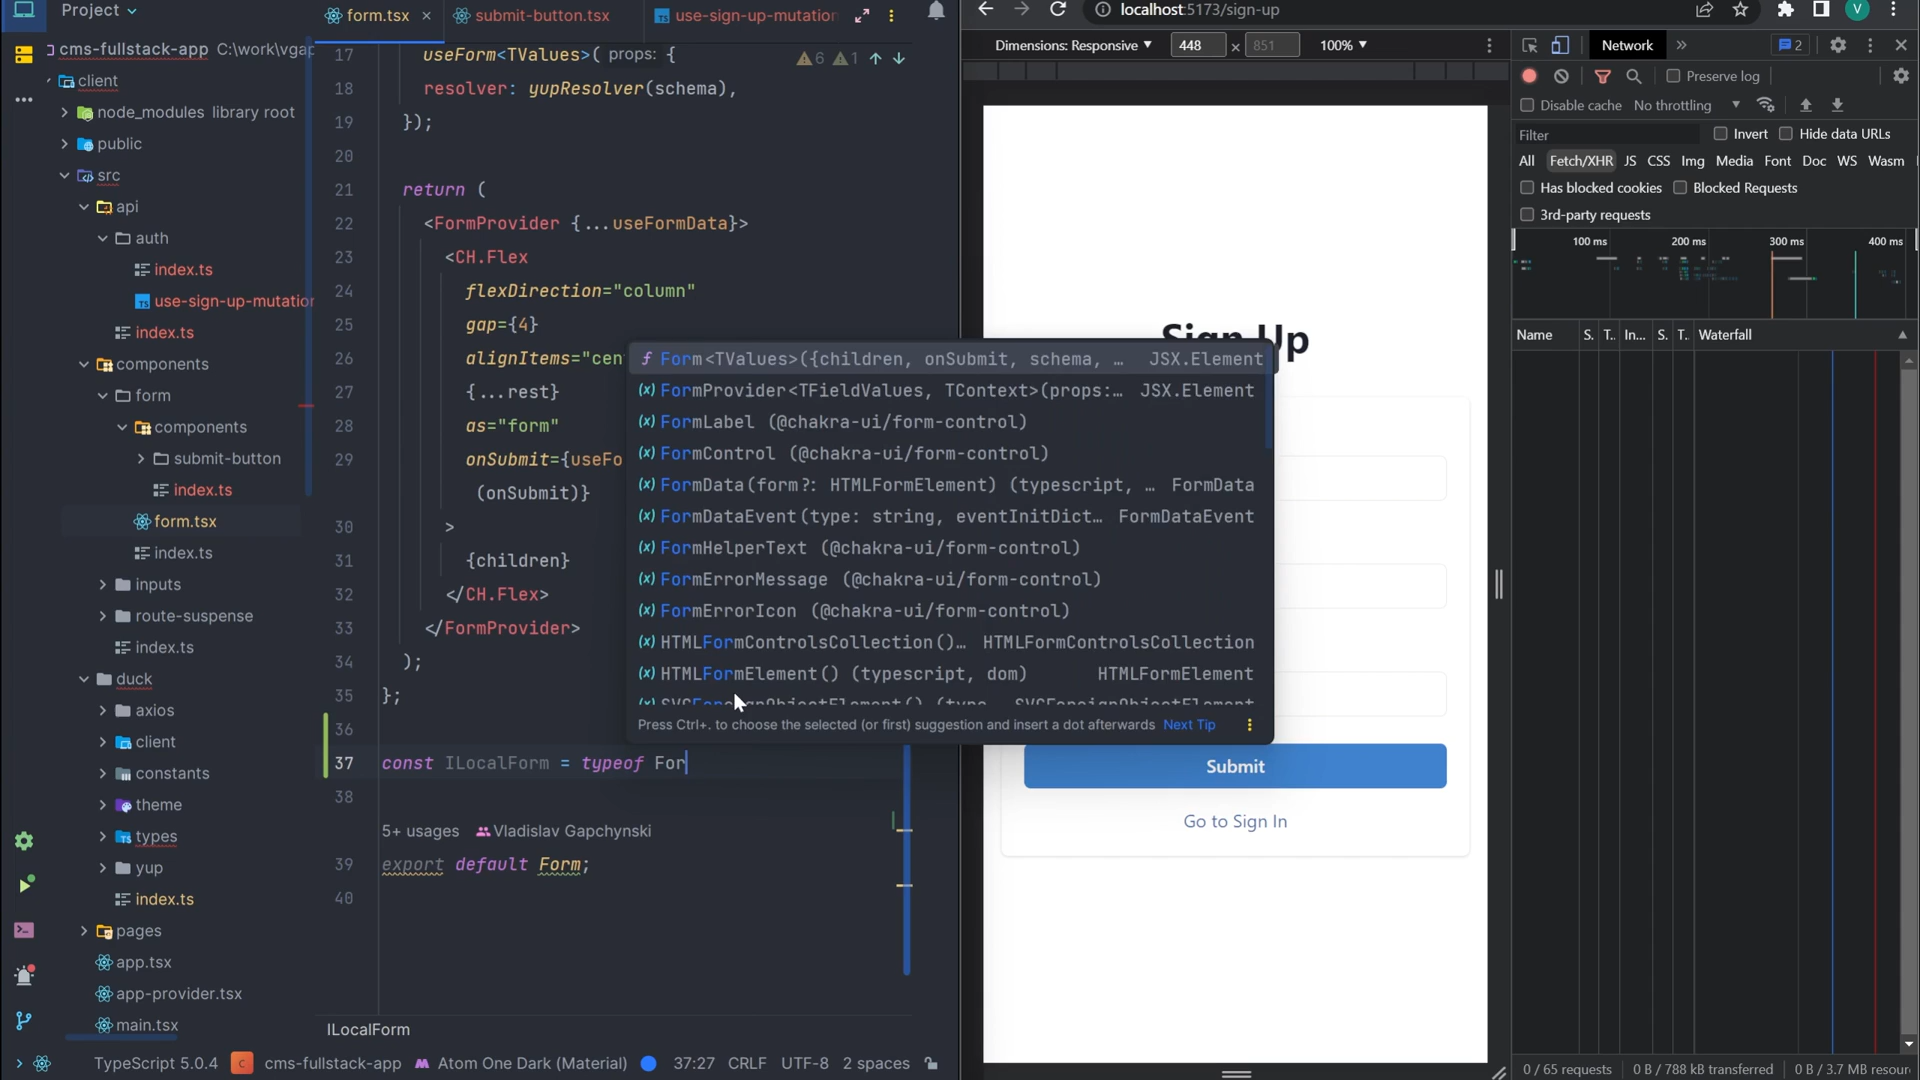 Project
cms-fullstack-app C:\work\vgap
client
node_modules library root
public
src
api
auth
index.ts
use-sign-up-mutation
index.ts
components
form
components
submit-button
index.ts
form.tsx
index.ts
inputs
route-suspense
index.ts
duck
axios
client
constants
theme
types
yup
index.ts
pages
app.tsx
app-provider.tsx
main.tsx
form.tsx
submit-button.tsx
use-sign-up-mutation
6 1
17 useForm<TValues>( props: {
18 resolver: yupResolver(schema),
19 });
20
21 return (
22 <FormProvider {...useFormData}>
23 <CH.Flex
24 flexDirection="column"
25 gap={4}
26 alignItems="cen
27 {...rest}
28 as="form"
29 onSubmit={useFo
(onSubmit)}
30 >
31 {children}
32 </CH.Flex>
33 </FormProvider>
34 );
35 };
36
37 const ILocalForm = typeof For
38
5+ usages Vladislav Gapchynski
39 export default Form;
40
Form<TValues>({children, onSubmit, schema, … JSX.Element
FormProvider<TFieldValues, TContext>(props:… JSX.Element
FormLabel (@chakra-ui/form-control)
FormControl (@chakra-ui/form-control)
FormData(form?: HTMLFormElement) (typescript, … FormData
FormDataEvent(type: string, eventInitDict… FormDataEvent
FormHelperText (@chakra-ui/form-control)
FormErrorMessage (@chakra-ui/form-control)
FormErrorIcon (@chakra-ui/form-control)
HTMLFormControlsCollection()… HTMLFormControlsCollection
HTMLFormElement() (typescript, dom) HTMLFormElement
SVGForeignObjectElement() (type… SVGForeignObjectElement
Press Ctrl+. to choose the selected (or first) suggestion and insert a dot afterwards Next Tip
ILocalForm
TypeScript 5.0.4 C cms-fullstack-app Atom One Dark (Material) 37:27 CRLF UTF-8 2 spaces
localhost:5173/sign-up
V
Dimensions: Responsive 448 × 851 100%
Sign Up
Submit
Go to Sign In
Network » 2
Preserve log
Disable cache No throttling
Filter Invert Hide data URLs
All Fetch/XHR JS CSS Img Media Font Doc WS Wasm
Has blocked cookies Blocked Requests
3rd-party requests
100 ms 200 ms 300 ms 400 ms
Name S. T.. In... S. T. Waterfall
0 / 65 requests 0 B / 788 kB transferred 0 B / 3.7 MB resour